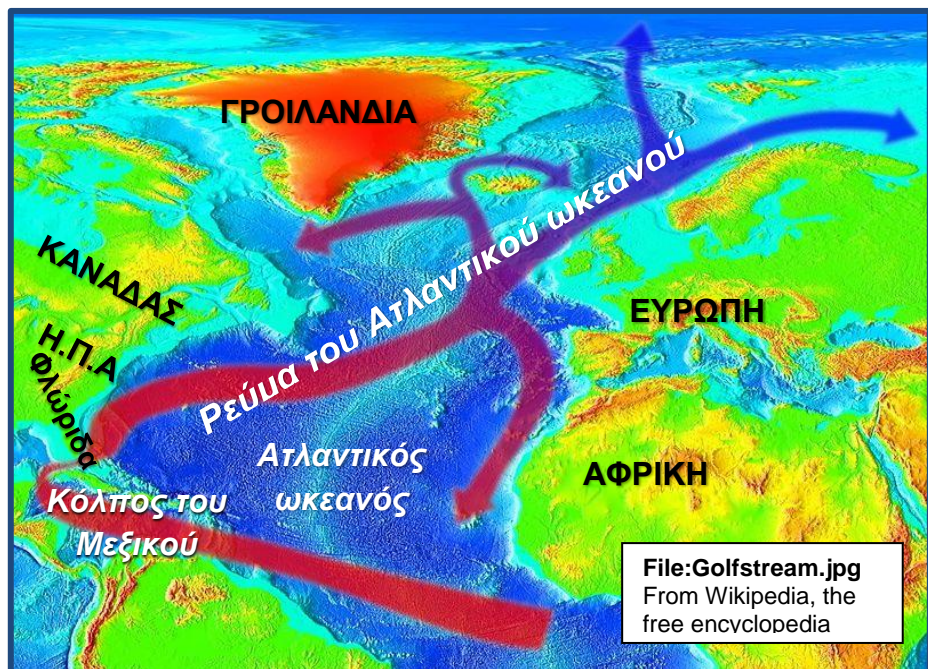 ΓΡΟΙΛΑΝΔΙΑ
Ρεύμα του Ατλαντικού ωκεανού
ΚΑΝΑΔΑΣ
ΕΥΡΩΠΗ
Η.Π.Α
Φλώριδα
Ατλαντικός
ωκεανός
ΑΦΡΙΚΗ
Κόλπος του
Μεξικού
File:Golfstream.jpg
From Wikipedia, the
free encyclopedia